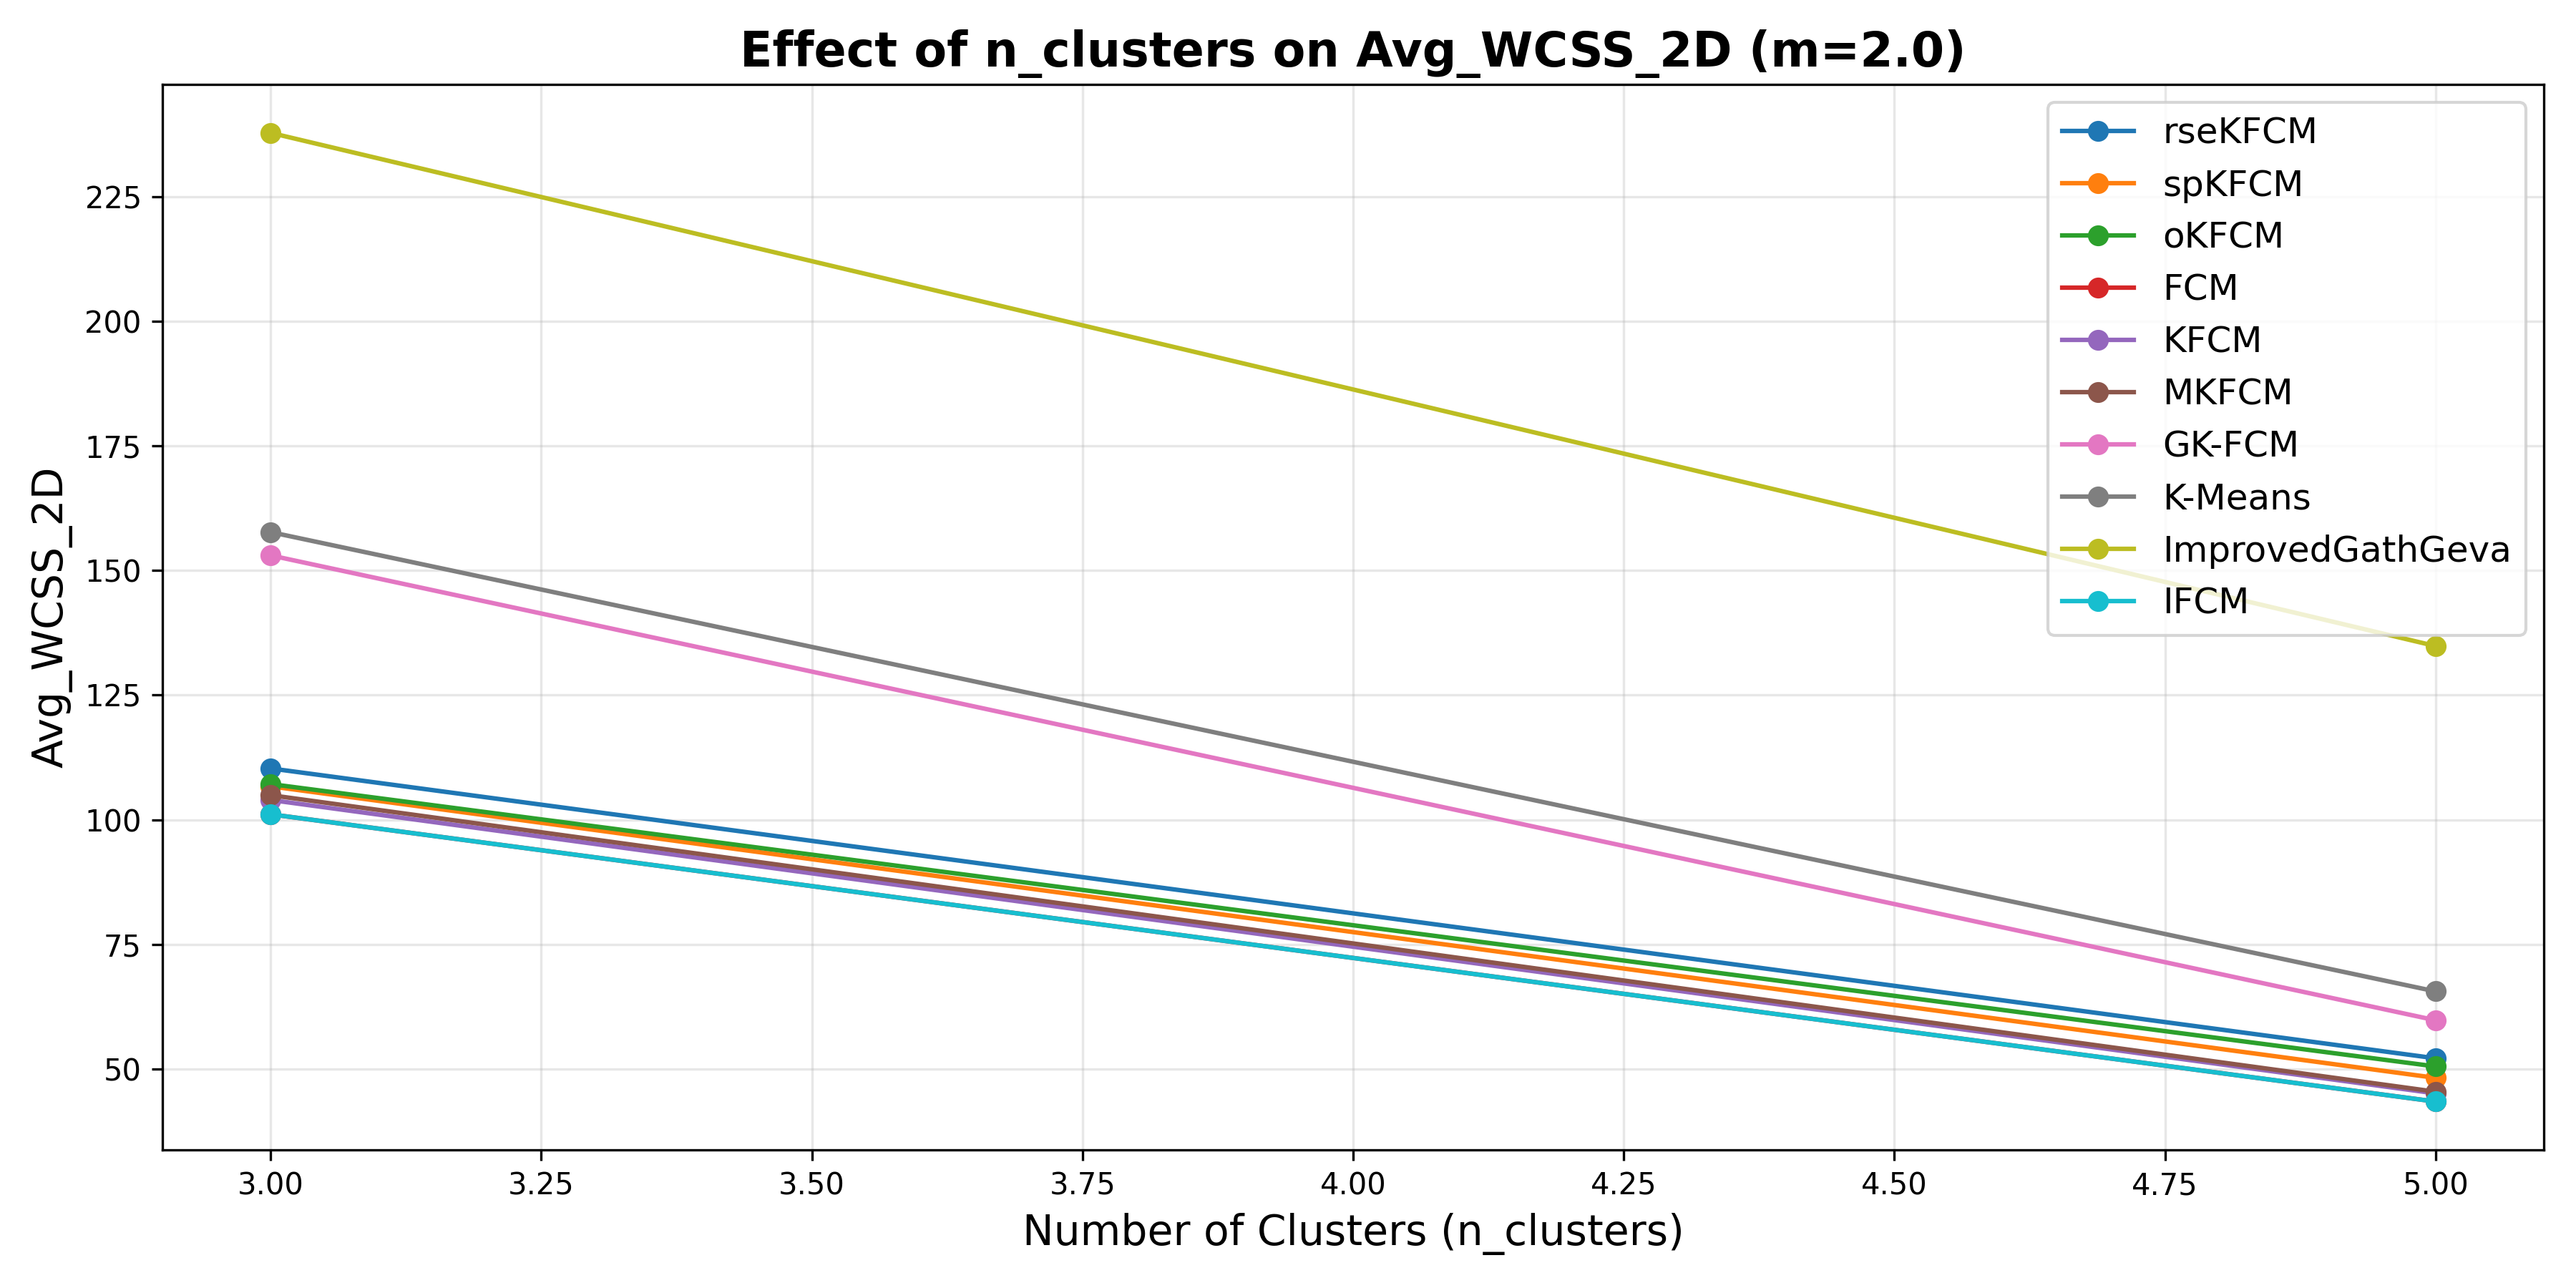 Effect of n_clusters on Avg_WCSS_2D (m=2.0)
Avg_WCSS_2D
225
200
175
150
125
100
75
50
rseKFCM
spKFCM
oKFCM
FCM
KFCM
MKFCM
GK-FCM
K-Means
ImprovedGathGeva
IFCM
3.00 3.25 3.50 3.75 4.00 4.25 4.50 4.75 5.00
Number of Clusters (n_clusters)